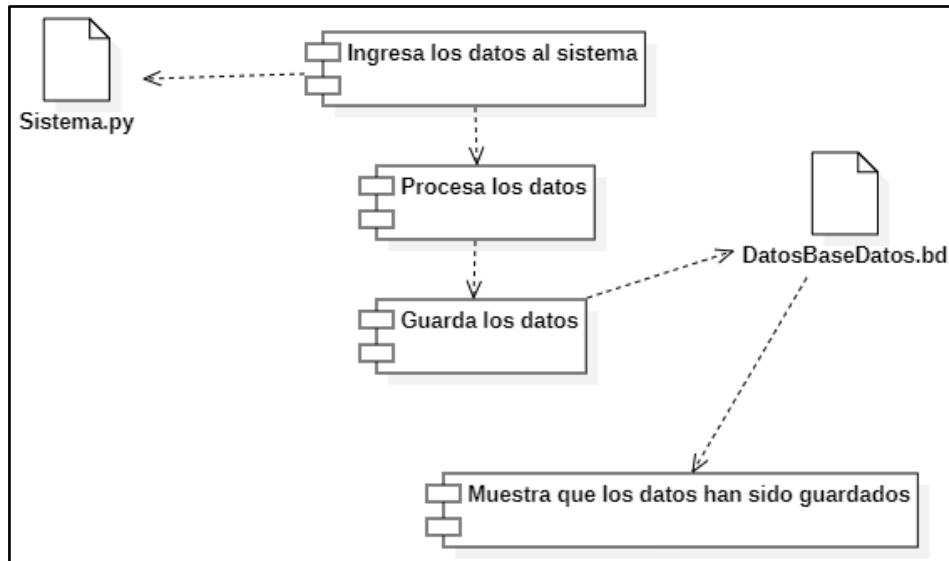 Ingresa los datos al sistema
Sistema.py
Procesa los datos
DatosBaseDatos.bd
Guarda los datos
Muestra que los datos han sido guardados